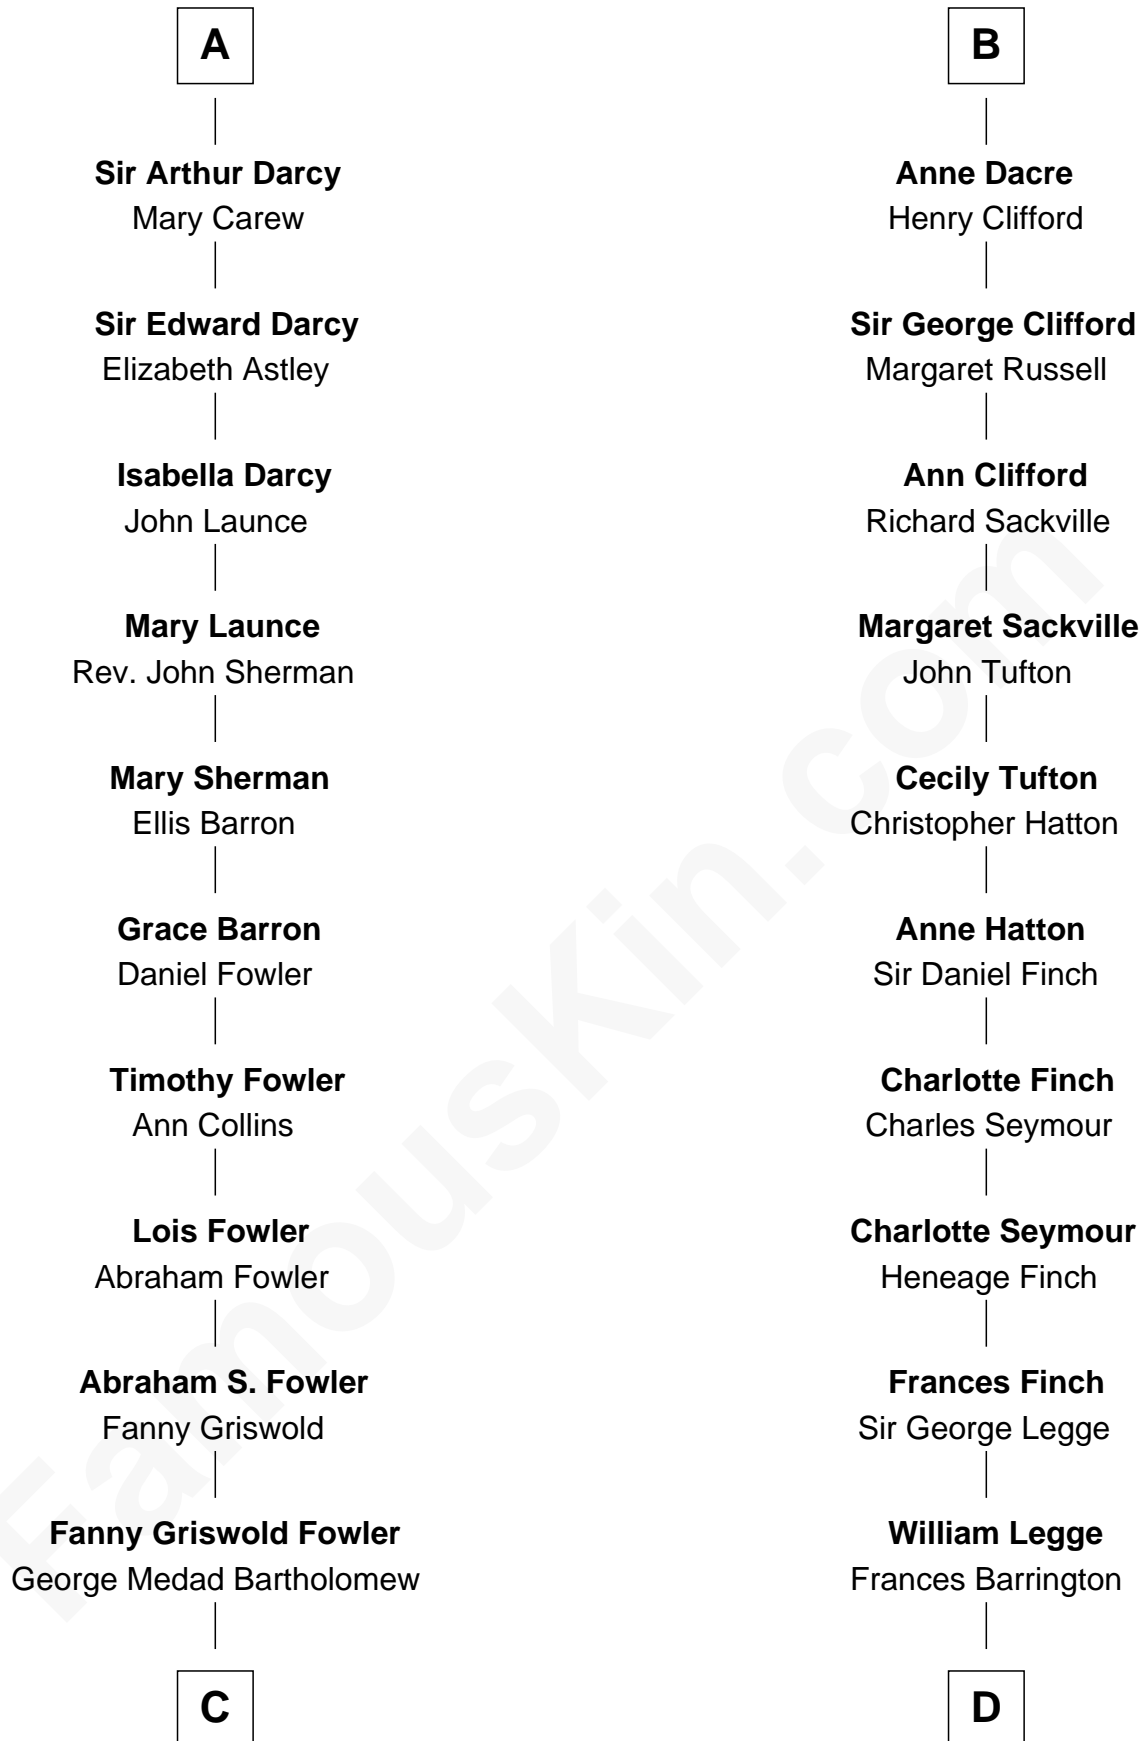 A
Sir Arthur Darcy
Mary Carew
Sir Edward Darcy
Elizabeth Astley
Isabella Darcy
John Launce
Mary Launce
Rev. John Sherman
Mary Sherman
Ellis Barron
Grace Barron
Daniel Fowler
Timothy Fowler
Ann Collins
Lois Fowler
Abraham Fowler
Abraham S. Fowler
Fanny Griswold
Fanny Griswold Fowler
George Medad Bartholomew
C
B
Anne Dacre
Henry Clifford
Sir George Clifford
Margaret Russell
Ann Clifford
Richard Sackville
Margaret Sackville
John Tufton
Cecily Tufton
Christopher Hatton
Anne Hatton
Sir Daniel Finch
Charlotte Finch
Charles Seymour
Charlotte Seymour
Heneage Finch
Frances Finch
Sir George Legge
William Legge
Frances Barrington
D
FamousKin.com